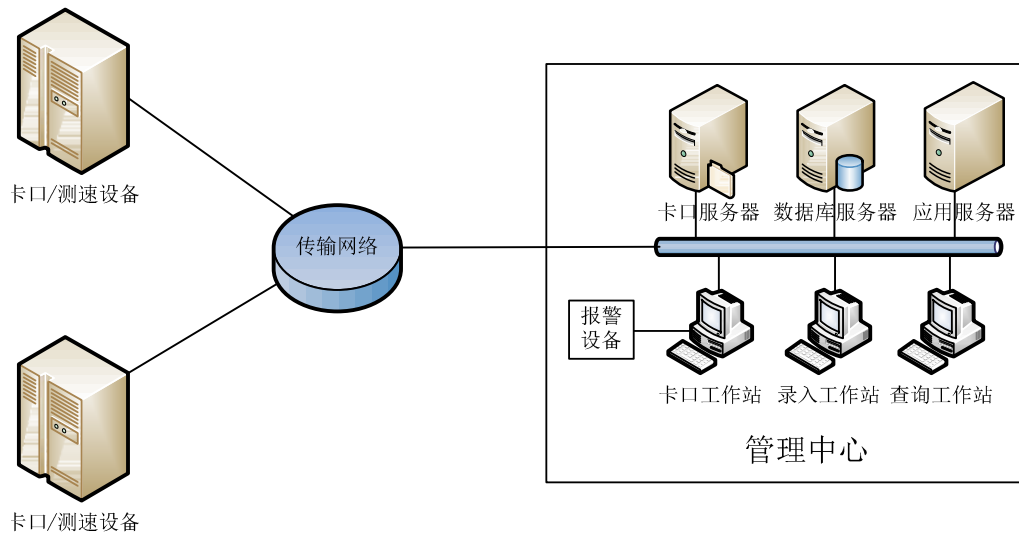 卡口/测速设备
传输网络
卡口/测速设备
卡口服务器
数据库服务器
应用服务器
报警
设备
卡口工作站
录入工作站
查询工作站
管理中心